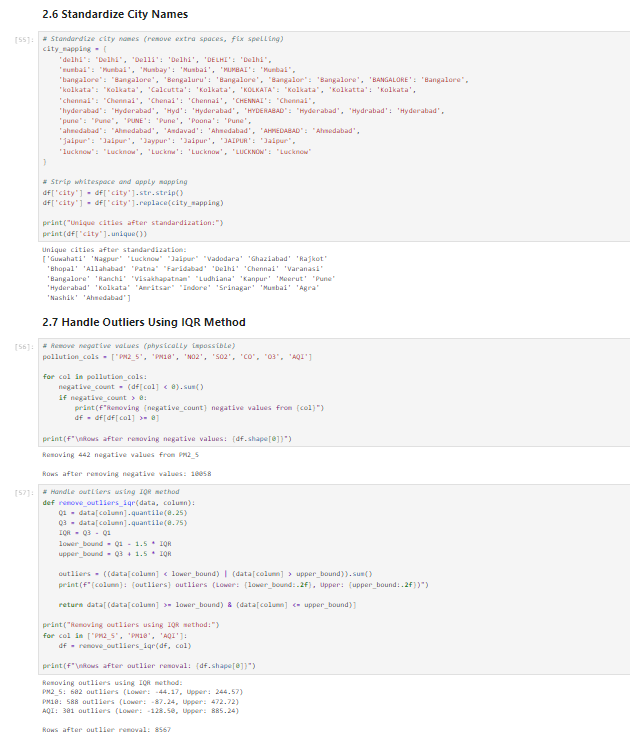 2.6 Standardize City Names
[55]:
# Standardize city names (remove extra spaces, fix spelling)
city_mapping = {
'delhi': 'Delhi', 'Delli': 'Delhi', 'DELHI': 'Delhi',
'mumbai': 'Mumbai', 'Mumbay': 'Mumbai', 'MUMBAI': 'Mumbai',
'bangalore': 'Bangalore', 'Bengaluru': 'Bangalore', 'Bangalor': 'Bangalore', 'BANGALORE': 'Bangalore',
'kolkata': 'Kolkata', 'Calcutta': 'Kolkata', 'KOLKATA': 'Kolkata', 'Kolkatta': 'Kolkata',
'chennai': 'Chennai', 'Chenai': 'Chennai', 'CHENNAI': 'Chennai',
'hyderabad': 'Hyderabad', 'Hyd': 'Hyderabad', 'HYDERABAD': 'Hyderabad', 'Hydrabad': 'Hyderabad',
'pune': 'Pune', 'PUNE': 'Pune', 'Poona': 'Pune',
'ahmedabad': 'Ahmedabad', 'Amdavad': 'Ahmedabad', 'AHMEDABAD': 'Ahmedabad',
'jaipur': 'Jaipur', 'Jaypur': 'Jaipur', 'JAIPUR': 'Jaipur',
'lucknow': 'Lucknow', 'Luckne': 'Lucknow', 'LUCKNOW': 'Lucknow'
}
# Strip whitespace and apply mapping
df['city'] = df['city'].str.strip()
df['city'] = df['city'].replace(city_mapping)
print("Unique cities after standardization:")
print(df['city'].unique())
Unique cities after standardization:
['Guwahati' 'Nagpur' 'Lucknow' 'Jaipur' 'Vadodara' 'Ghaziabad' 'Rajkot'
'Bhopal' 'Allahabad' 'Patna' 'Faridabad' 'Delhi' 'Chennai' 'Varanasi'
'Bangalore' 'Ranchi' 'Visakhapatnam' 'Ludhiana' 'Kanpur' 'Meerut' 'Pune'
'Hyderabad' 'Kolkata' 'Amritsar' 'Indore' 'Srinagar' 'Mumbai' 'Agra'
'Nashik' 'Ahmedabad']
2.7 Handle Outliers Using IQR Method
[56]:
# Remove negative values (physically impossible)
pollution_cols = ['PM2_5', 'PM10', 'NO2', 'SO2', 'CO', 'O3', 'AQI']
for col in pollution_cols:
negative_count = (df[col] < 0).sum()
if negative_count > 0:
print(f"Removing {negative_count} negative values from {col}")
df = df[df[col] >= 0]
print(f"\nRows after removing negative values: {df.shape[0]}")
Removing 442 negative values from PM2_5
Rows after removing negative values: 10058
[57]:
# Handle outliers using IQR method
def remove_outliers_iqr(data, column):
Q1 = data[column].quantile(0.25)
Q3 = data[column].quantile(0.75)
IQR = Q3 - Q1
lower_bound = Q1 - 1.5 * IQR
upper_bound = Q3 + 1.5 * IQR
outliers = ((data[column] < lower_bound) | (data[column] > upper_bound)).sum()
print(f"{column}: {outliers} outliers (Lower: {lower_bound:.2f}, Upper: {upper_bound:.2f})")
return data[(data[column] >= lower_bound) & (data[column] <= upper_bound)]
print("Removing outliers using IQR method:")
for col in ['PM2_5', 'PM10', 'AQI']:
df = remove_outliers_iqr(df, col)
print(f"\nRows after outlier removal: {df.shape[0]}")
Removing outliers using IQR method:
PM2_5: 602 outliers (Lower: -44.17, Upper: 244.57)
PM10: 588 outliers (Lower: -87.24, Upper: 472.72)
AQI: 301 outliers (Lower: -128.50, Upper: 885.24)
Rows after outlier removal: 8567